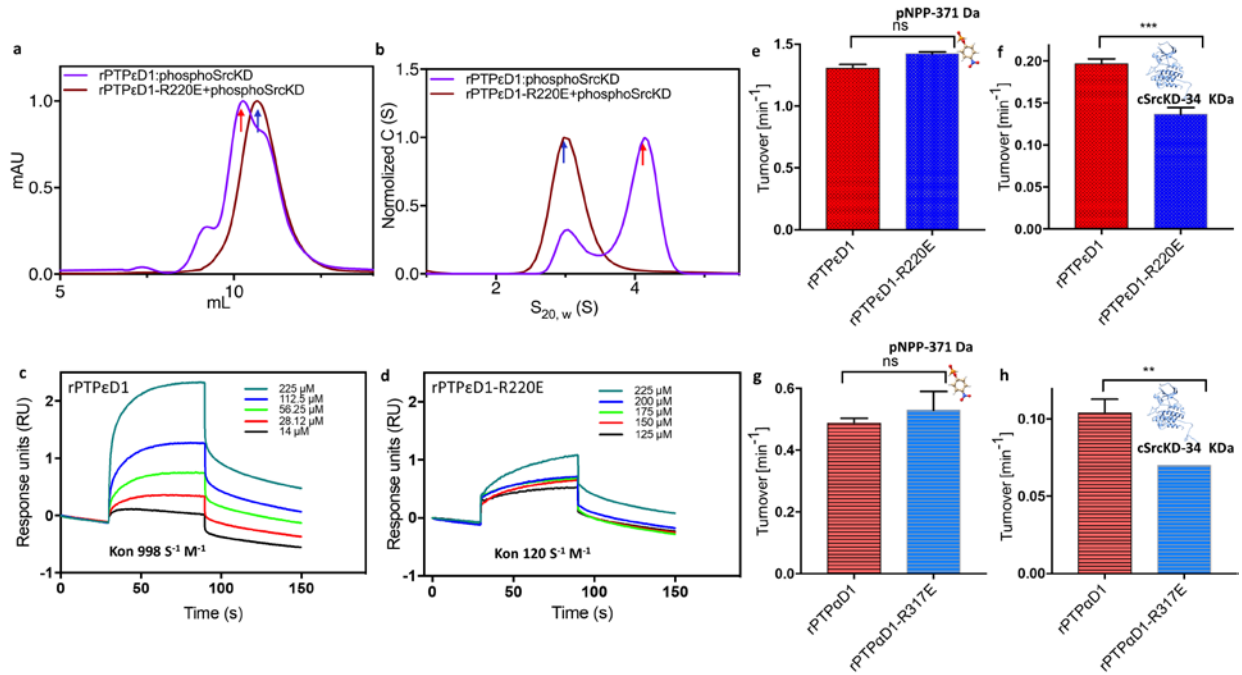 a
rPTPεD1:phosphoSrcKD
rPTPεD1-R220E+phosphoSrcKD
mAU
1.0
0.5
0.0
5
10
mL
b
rPTPεD1:phosphoSrcKD
rPTPεD1-R220E+phosphoSrcKD
Normolized C (S)
1.5
1.0
0.5
0.0
2
4
S20, w (S)
e
pNPP-371 Da
ns
Turnover [min-1]
1.5
1.0
0.5
0.0
rPTPεD1
rPTPεD1-R220E
f
***
cSrcKD-34 KDa
Turnover [min-1]
0.20
0.15
0.10
0.05
0.00
rPTPεD1
rPTPεD1-R220E
c
rPTPεD1
225 µM
112.5 µM
56.25 µM
28.12 µM
14 µM
Response units (RU)
2
1
0
-1
Kon 998 S-1 M-1
0
50
100
150
Time (s)
d
rPTPεD1-R220E
225 µM
200 µM
175 µM
150 µM
125 µM
Response units (RU)
2
1
0
-1
Kon 120 S-1 M-1
0
50
100
150
Time (s)
g
pNPP-371 Da
ns
Turnover [min-1]
0.6
0.4
0.2
0.0
rPTPαD1
rPTPαD1-R317E
h
**
cSrcKD-34 KDa
Turnover [min-1]
0.10
0.05
0.00
rPTPαD1
rPTPαD1-R317E